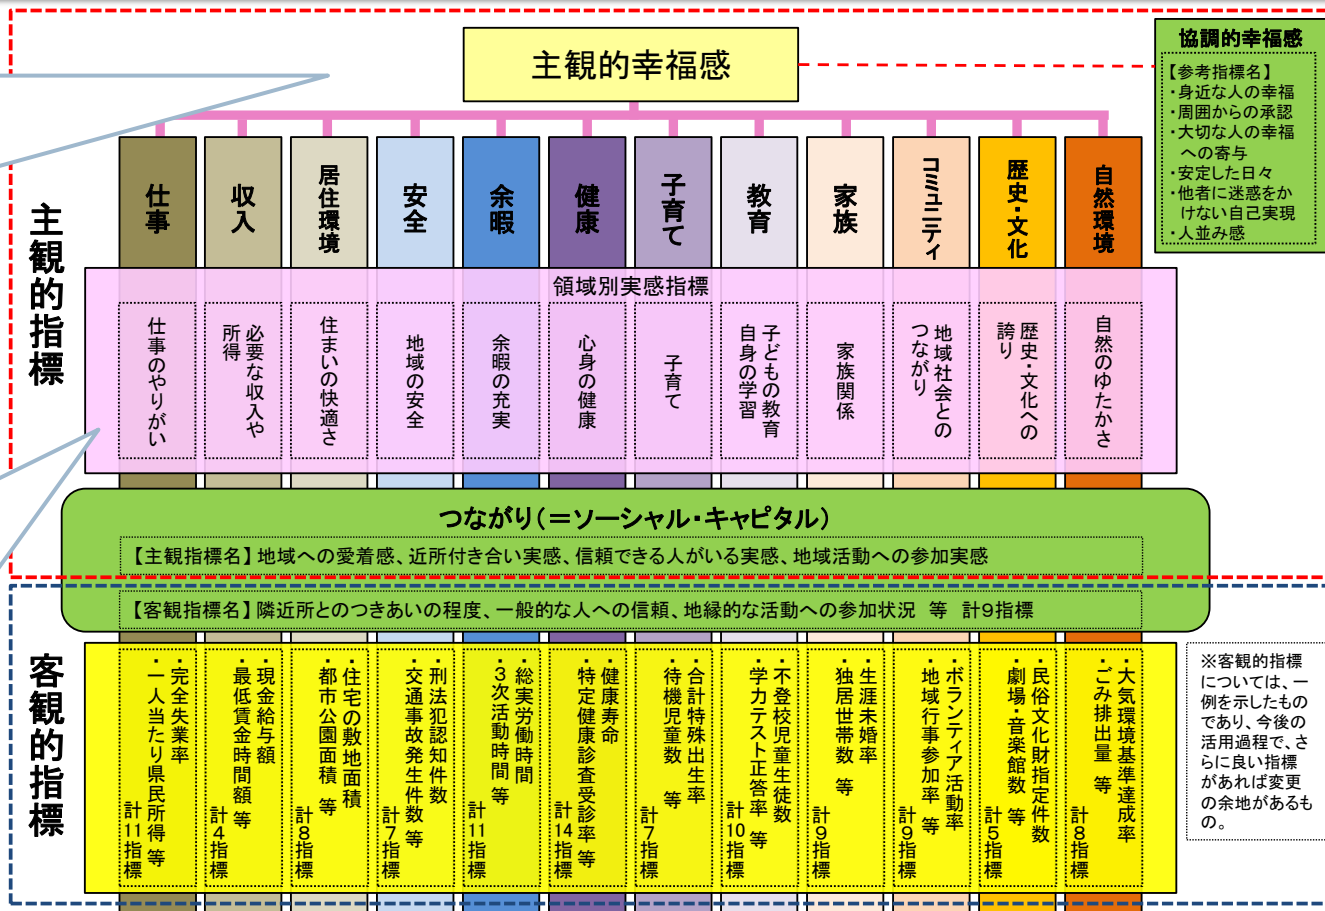 主観的幸福感
協調的幸福感
【参考指標名】
・身近な人の幸福
・周囲からの承認
・大切な人の幸福
への寄与
・安定した日々
・他者に迷惑をか
けない自己実現
・人並み感
主観的指標
仕事
収入
居住環境
安全
余暇
健康
子育て
教育
家族
コミュニティ
歴史・文化
自然環境
領域別実感指標
仕事のやりがい
必要な収入や
所得
住まいの快適さ
地域の安全
余暇の充実
心身の健康
子育て
子どもの教育
自身の学習
家族関係
地域社会との
つながり
歴史・文化への
誇り
自然のゆたかさ
つながり(=ソーシャル・キャピタル)
【主観指標名】地域への愛着感、近所付き合い実感、信頼できる人がいる実感、地域活動への参加実感
【客観指標名】隣近所とのつきあいの程度、一般的な人への信頼、地縁的な活動への参加状況 等 計9指標
客観的指標
・完全失業率
・一人当たり県民所得 等
計11指標
・現金給与額
・最低賃金時間額 等
計4指標
・住宅の敷地面積
・都市公園面積 等
計8指標
・刑法犯認知件数
・交通事故発生件数 等
計7指標
・総実労働時間
・3次活動時間 等
計11指標
・健康寿命
・特定健康診査受診率 等
計14指標
・合計特殊出生率
・待機児童数 等
計7指標
・不登校児童生徒数
・学力テスト正答率 等
計10指標
・生涯未婚率
・独居世帯数 等
計9指標
・ボランティア活動率
・地域行事参加率 等
計9指標
・民俗文化財指定件数
・劇場・音楽館数 等
計5指標
・大気環境基準達成率
・ごみ排出量 等
計8指標
※客観的指標
については、一
例を示したもの
であり、今後の
活用過程で、さ
らに良い指標
があれば変更
の余地があるも
の。